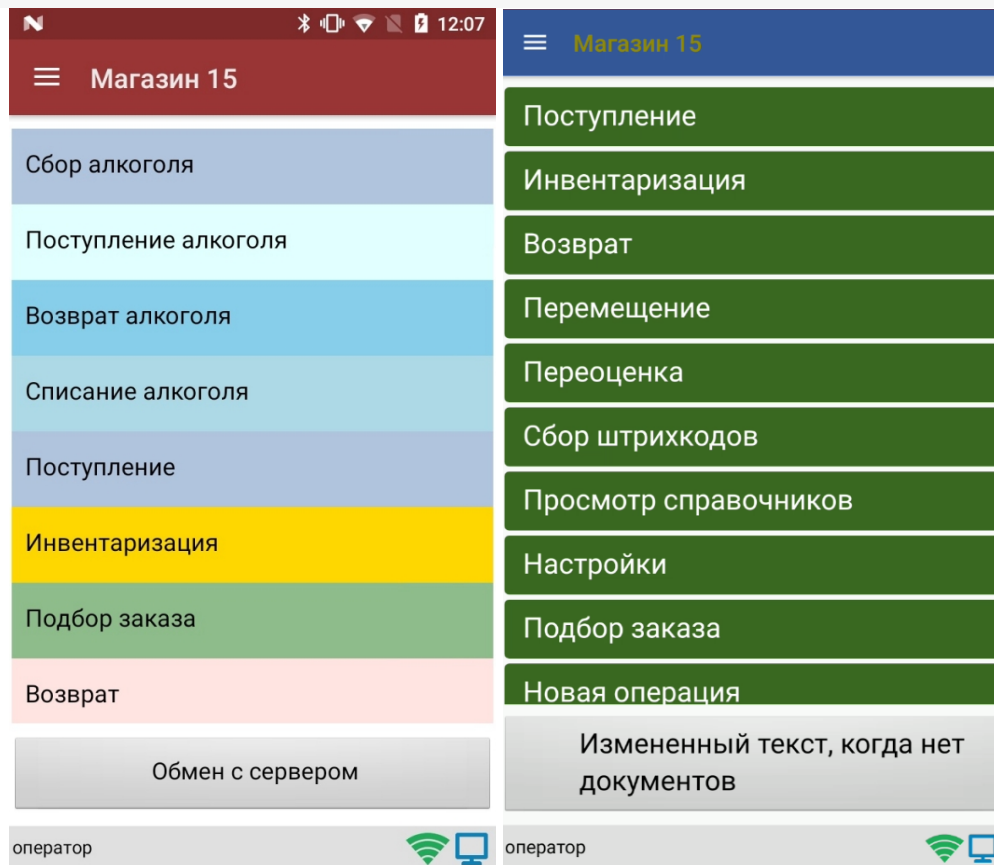 12:07
Магазин 15
Сбор алкоголя
Поступление алкоголя
Возврат алкоголя
Списание алкоголя
Поступление
Инвентаризация
Подбор заказа
Возврат
Обмен с сервером
оператор
Магазин 15
Поступление
Инвентаризация
Возврат
Перемещение
Переоценка
Сбор штрихкодов
Просмотр справочников
Настройки
Подбор заказа
Новая операция
Измененный текст, когда нет
документов
оператор